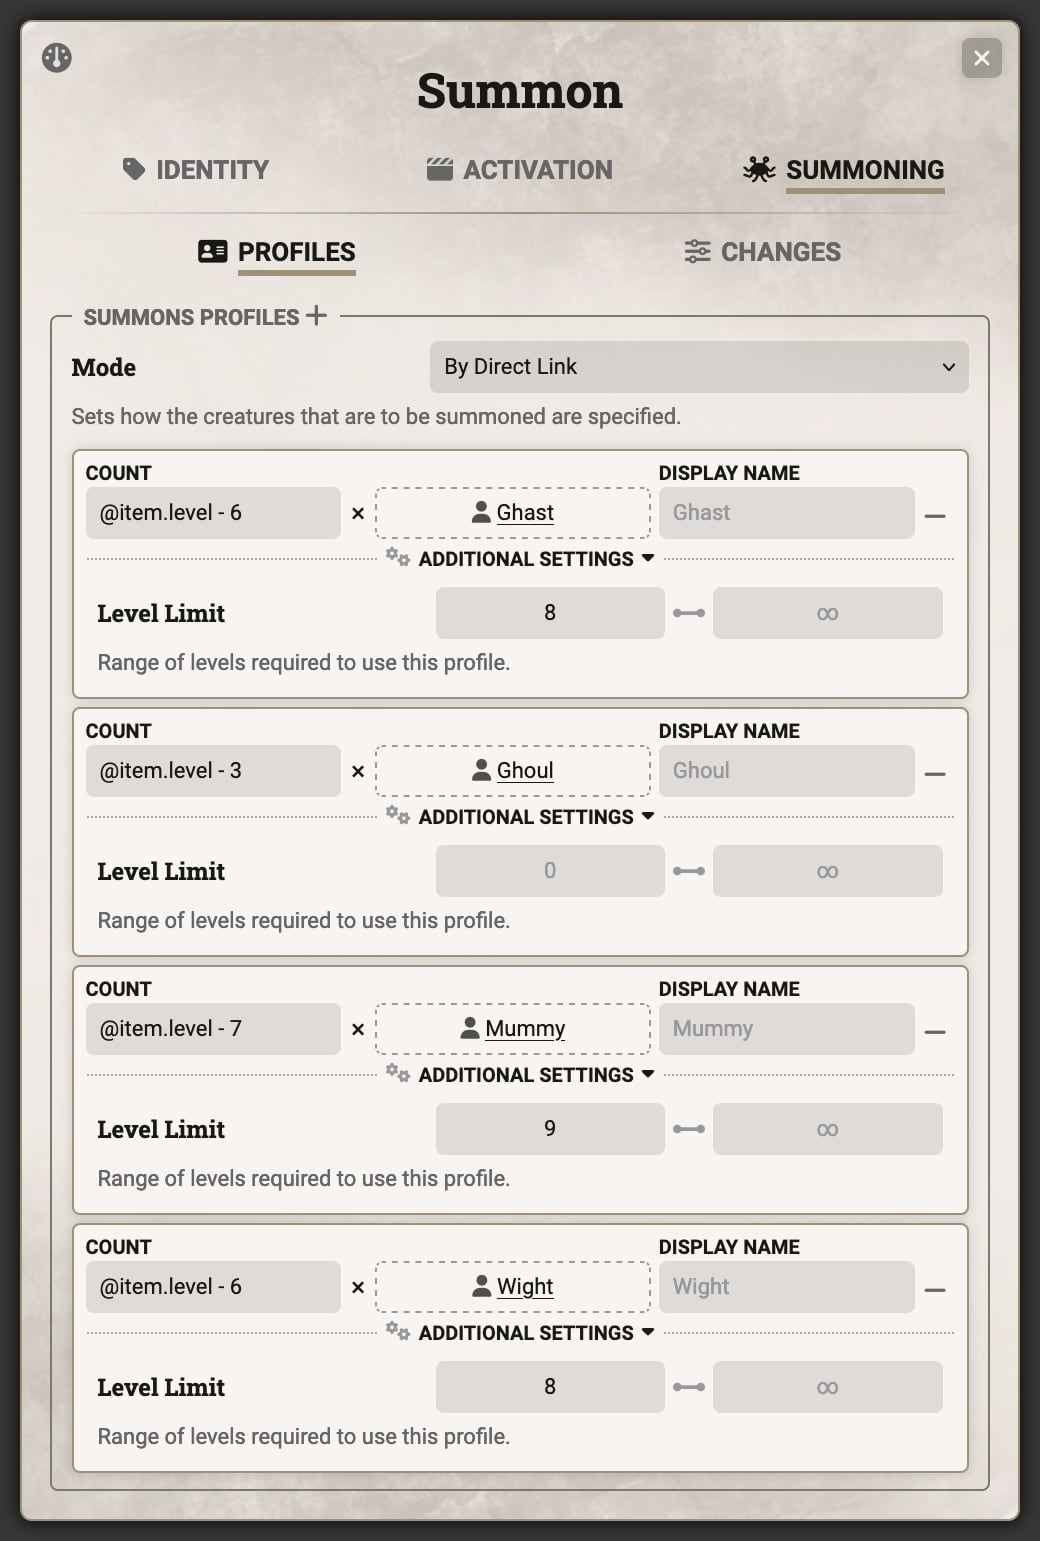 Summon
IDENTITY ACTIVATION SUMMONING
PROFILES CHANGES
SUMMONS PROFILES +
Mode By Direct Link
Sets how the creatures that are to be summoned are specified.
COUNT DISPLAY NAME
@item.level - 6 × Ghast Ghast
ADDITIONAL SETTINGS
Level Limit 8 ∞
Range of levels required to use this profile.
COUNT DISPLAY NAME
@item.level - 3 × Ghoul Ghoul
ADDITIONAL SETTINGS
Level Limit 0 ∞
Range of levels required to use this profile.
COUNT DISPLAY NAME
@item.level - 7 × Mummy Mummy
ADDITIONAL SETTINGS
Level Limit 9 ∞
Range of levels required to use this profile.
COUNT DISPLAY NAME
@item.level - 6 × Wight Wight
ADDITIONAL SETTINGS
Level Limit 8 ∞
Range of levels required to use this profile.